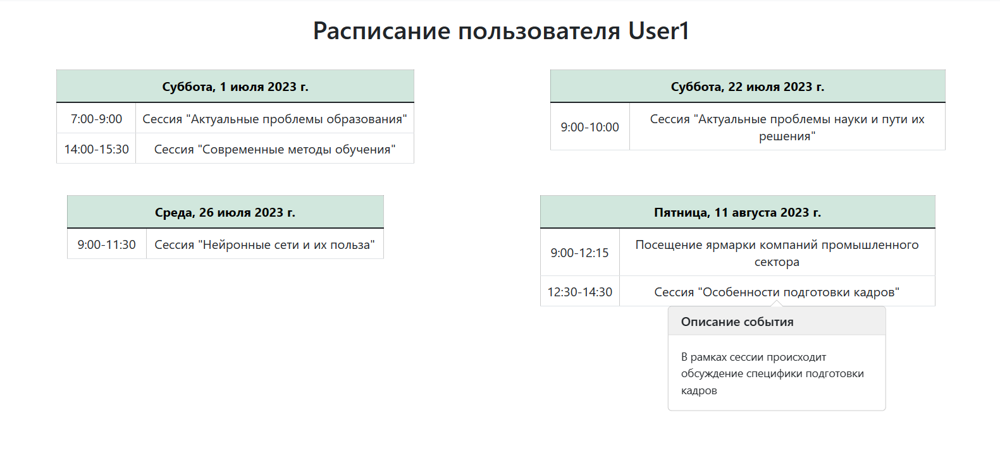 Расписание пользователя User1
Суббота, 1 июля 2023 г.
7:00-9:00 Сессия "Актуальные проблемы образования"
14:00-15:30 Сессия "Современные методы обучения"
Суббота, 22 июля 2023 г.
9:00-10:00 Сессия "Актуальные проблемы науки и пути их
решения"
Среда, 26 июля 2023 г.
9:00-11:30 Сессия "Нейронные сети и их польза"
Пятница, 11 августа 2023 г.
9:00-12:15 Посещение ярмарки компаний промышленного
сектора
12:30-14:30 Сессия "Особенности подготовки кадров"
Описание события
В рамках сессии происходит
обсуждение специфики подготовки
кадров